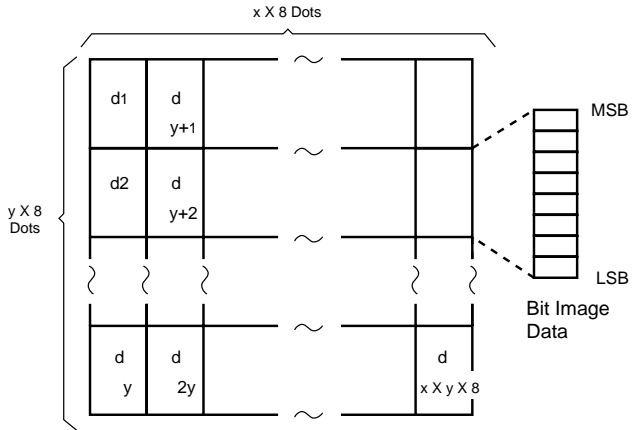 x X 8 Dots
d1
d
y+1
d2
d
y+2
y X 8
Dots
d
y
d
2y
d
x X y X 8
MSB
LSB
Bit Image
Data